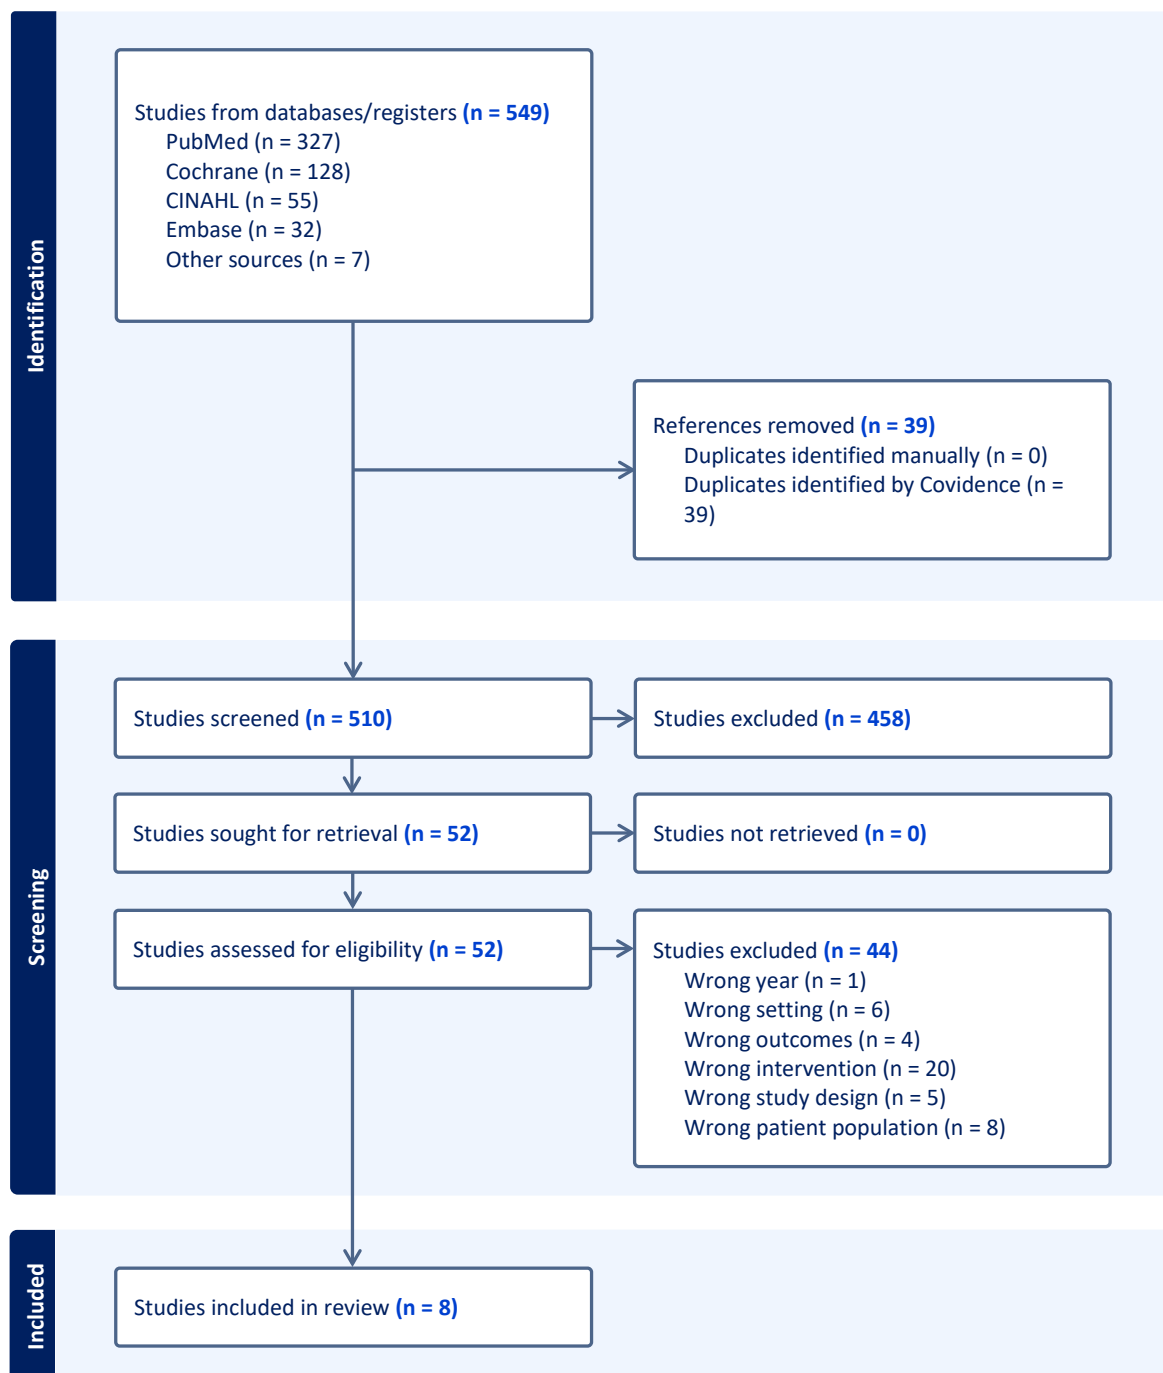 Identification
Studies from databases/registers (n = 549)
PubMed (n = 327)
Cochrane (n = 128)
CINAHL (n = 55)
Embase (n = 32)
Other sources (n = 7)
References removed (n = 39)
Duplicates identified manually (n = 0)
Duplicates identified by Covidence (n =
39)
Screening
Studies screened (n = 510)
Studies excluded (n = 458)
Studies sought for retrieval (n = 52)
Studies not retrieved (n = 0)
Studies assessed for eligibility (n = 52)
Studies excluded (n = 44)
Wrong year (n = 1)
Wrong setting (n = 6)
Wrong outcomes (n = 4)
Wrong intervention (n = 20)
Wrong study design (n = 5)
Wrong patient population (n = 8)
Included
Studies included in review (n = 8)